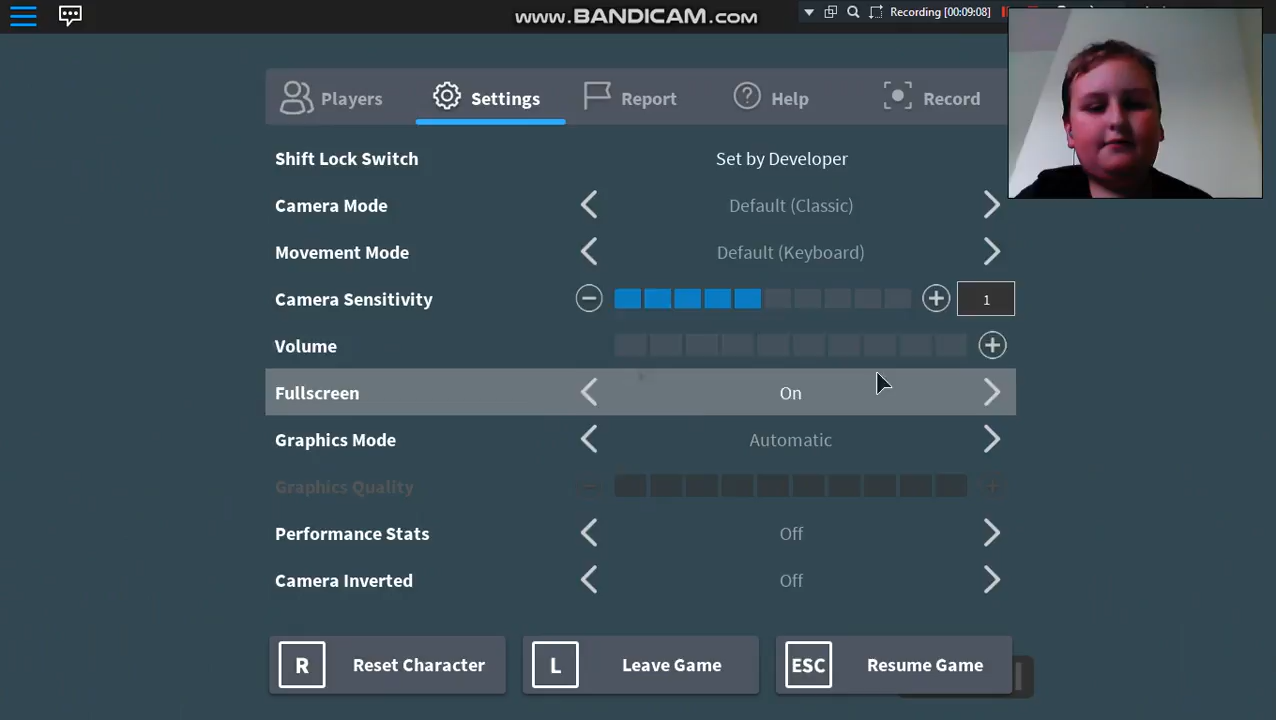 www.BANDICAM.com
Recording [00:09:08]
Players Settings Report Help Record
Shift Lock Switch Set by Developer
Camera Mode Default (Classic)
Movement Mode Default (Keyboard)
Camera Sensitivity 1
Volume
Fullscreen On
Graphics Mode Automatic
Graphics Quality
Performance Stats Off
Camera Inverted Off
R Reset Character L Leave Game ESC Resume Game